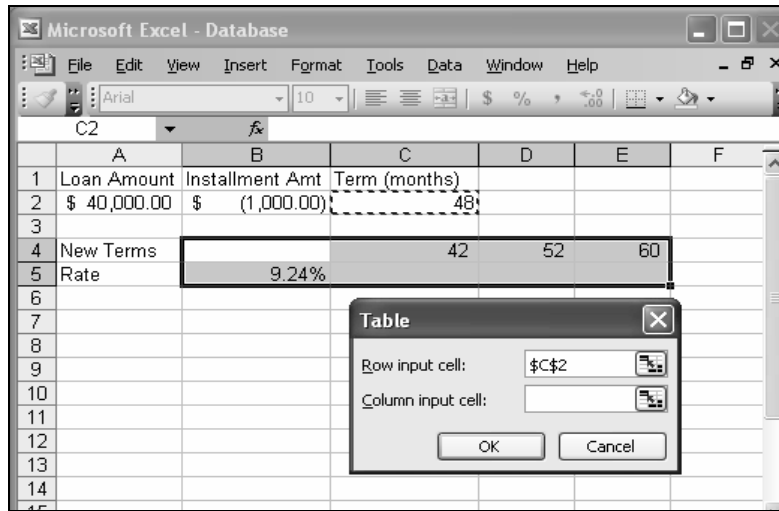 Microsoft Excel - Database
File Edit View Insert Format Tools Data Window Help
Arial 10 $ % ,
C2 fx
A B C D E F
1 Loan Amount Installment Amt Term (months)
2 $ 40,000.00 $ (1,000.00) 48
3
4 New Terms 42 52 60
5 Rate 9.24%
6
7
8
9
10
11
12
13
14
15
Table
Row input cell: $C$2
Column input cell:
OK Cancel